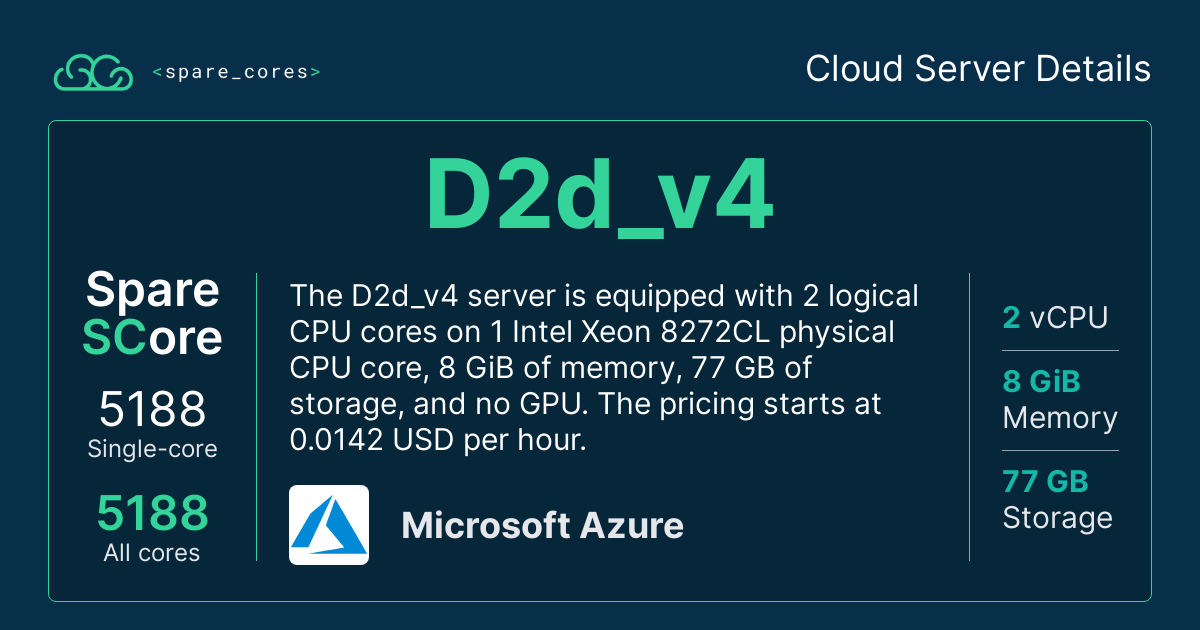 <spare_cores>
Cloud Server Details
D2d_v4
Spare
SCore
5188
Single-core
5188
All cores
The D2d_v4 server is equipped with 2 logical
CPU cores on 1 Intel Xeon 8272CL physical
CPU core, 8 GiB of memory, 77 GB of
storage, and no GPU. The pricing starts at
0.0142 USD per hour.
Microsoft Azure
2 vCPU
8 GiB
Memory
77 GB
Storage